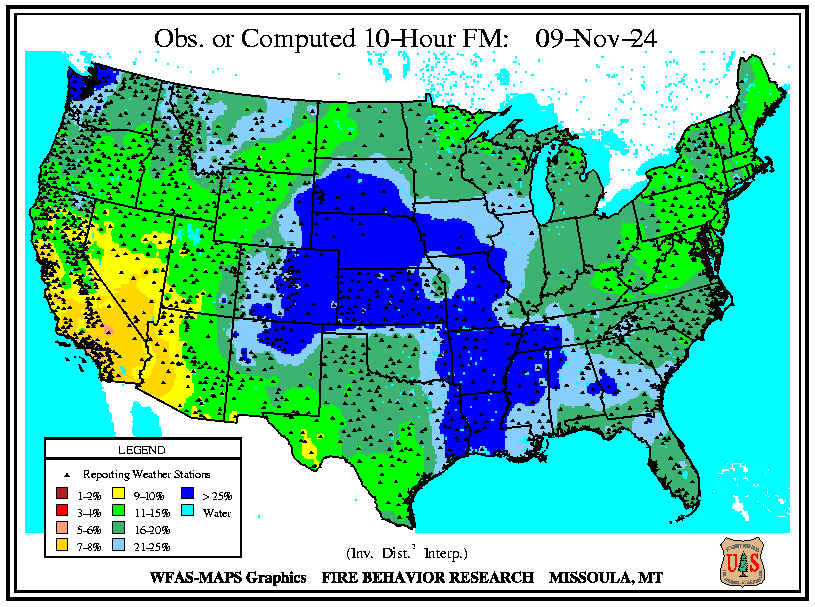 Obs. or Computed 10-Hour FM: 09-Nov-24
LEGEND
Reporting Weather Stations
1-2% 9-10% > 25%
3-4% 11-15% Water
5-6% 16-20%
7-8% 21-25%
(Inv. Dist.² Interp.)
WFAS-MAPS Graphics FIRE BEHAVIOR RESEARCH MISSOULA, MT
U S